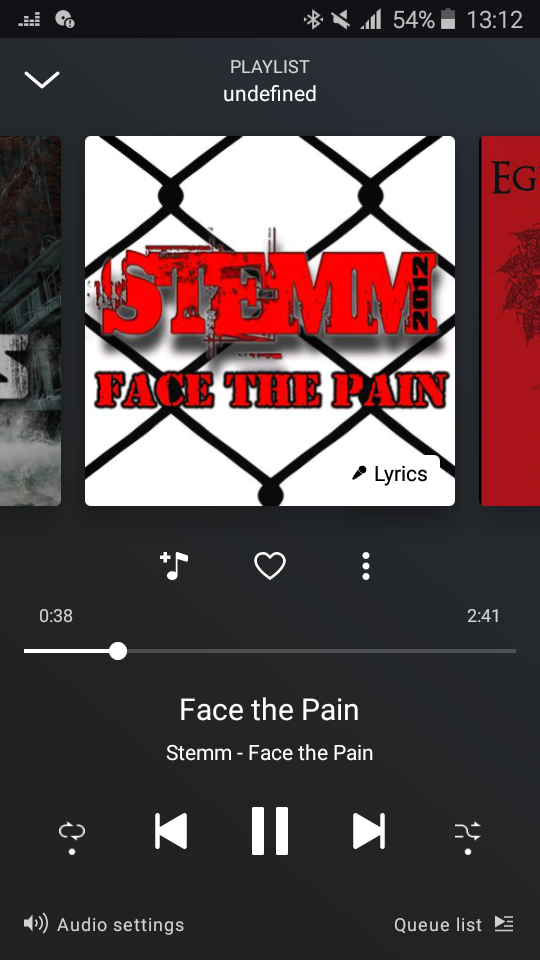 54% 13:12
PLAYLIST
undefined
STEMM 2012
FACE THE PAIN
Lyrics
0:38 2:41
Face the Pain
Stemm - Face the Pain
Audio settings Queue list